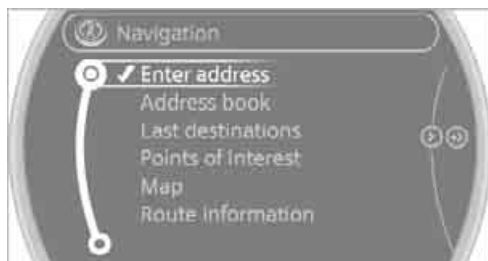 Navigation
Enter address
Address book
Last destinations
Points of Interest
Map
Route information